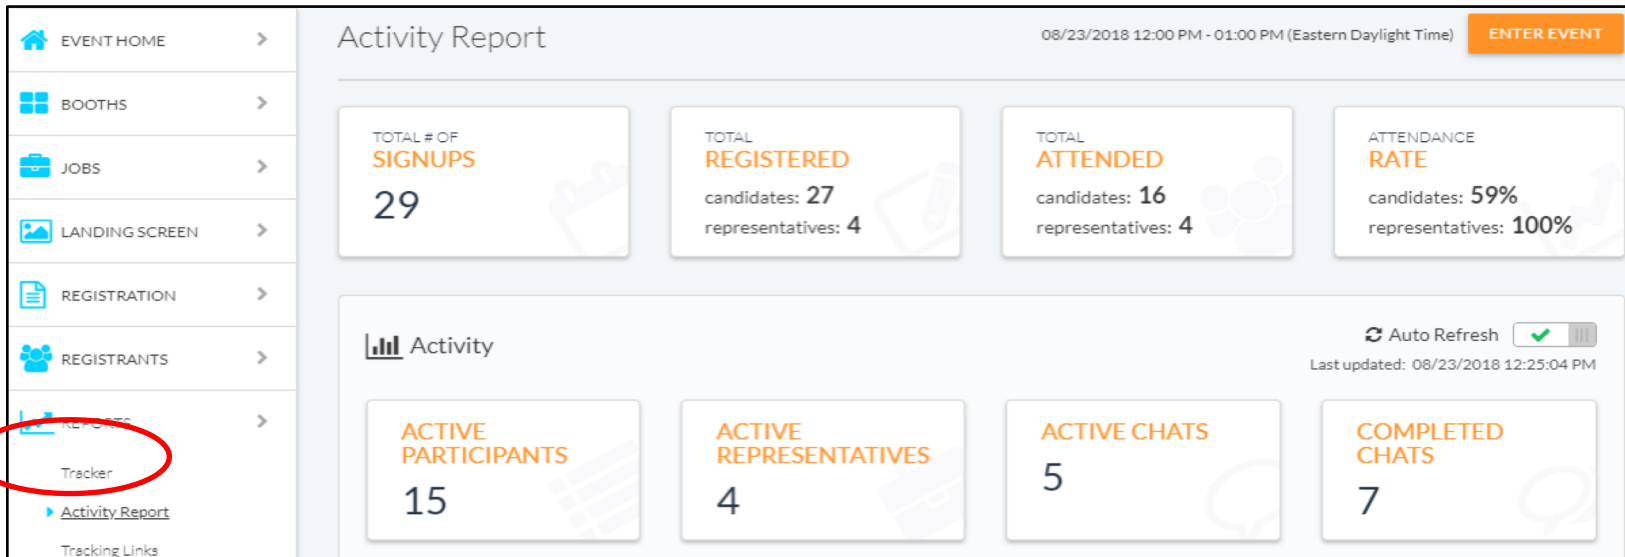 EVENT HOME
BOOTHS
JOBS
LANDING SCREEN
REGISTRATION
REGISTRANTS
REPORTS
Tracker
Activity Report
Tracking Links
Activity Report
08/23/2018 12:00 PM - 01:00 PM (Eastern Daylight Time)
ENTER EVENT
TOTAL # OF
SIGNUPS
29
TOTAL
REGISTERED
candidates: 27
representatives: 4
TOTAL
ATTENDED
candidates: 16
representatives: 4
ATTENDANCE
RATE
candidates: 59%
representatives: 100%
Activity
Auto Refresh
Last updated: 08/23/2018 12:25:04 PM
ACTIVE
PARTICIPANTS
15
ACTIVE
REPRESENTATIVES
4
ACTIVE CHATS
5
COMPLETED
CHATS
7